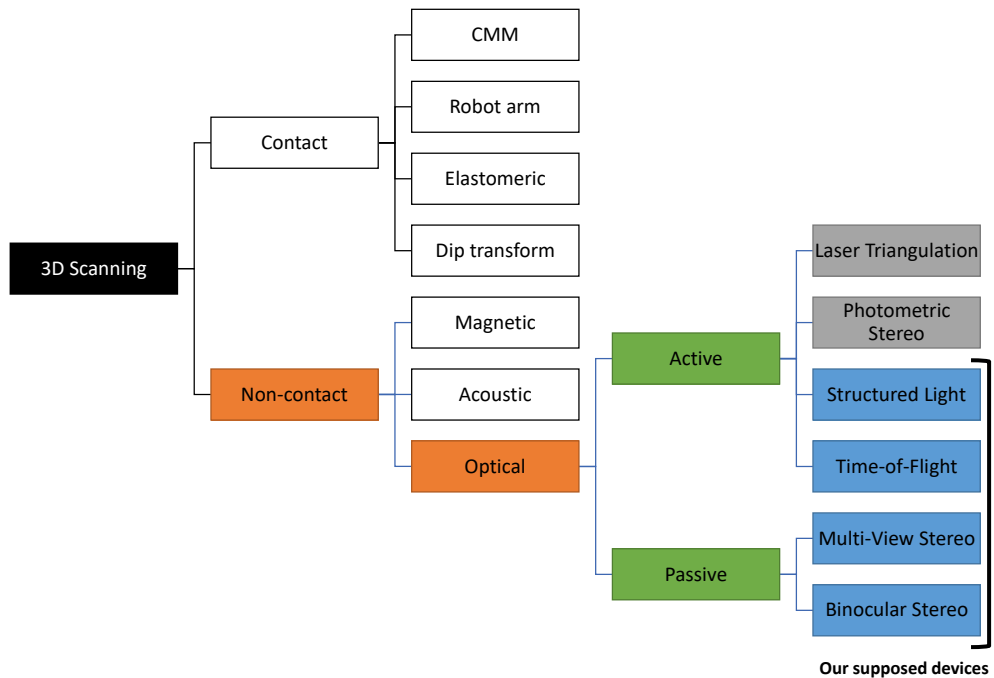 CMM
Robot arm
Contact
Elastomeric
Dip transform
3D Scanning
Laser Triangulation
Magnetic
Photometric
Stereo
Active
Non-contact
Acoustic
Structured Light
Optical
Time-of-Flight
Multi-View Stereo
Passive
Binocular Stereo
Our supposed devices